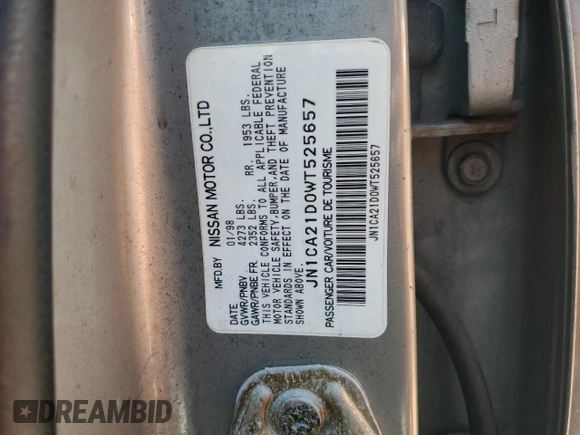 MFD.BY NISSAN MOTOR CO.,LTD
DATE 01/98
GVWR/PNBV 4273 LBS.
GAWR/PNBE FR. 2352 LBS. RR. 1953 LBS.
THIS VEHICLE CONFORMS TO ALL APPLICABLE FEDERAL
MOTOR VEHICLE SAFETY,BUMPER,AND THEFT PREVENTION
STANDARDS IN EFFECT ON THE DATE OF MANUFACTURE
SHOWN ABOVE.
JN1CA21D0WT525657
PASSENGER CAR/VOITURE DE TOURISME
JN1CA21D0WT525657
DREAMBID